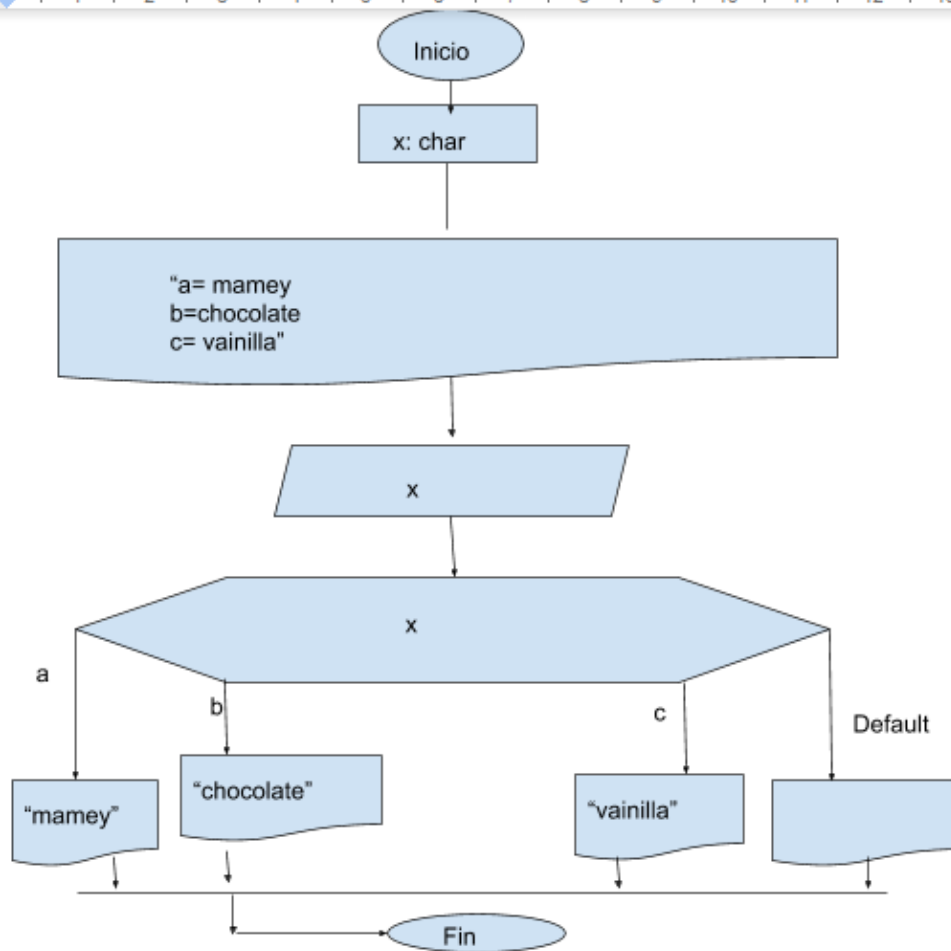 Inicio
x: char
“a= mamey
b=chocolate
c= vainilla”
x
x
a
b
c
Default
“mamey”
“chocolate”
“vainilla”
Fin